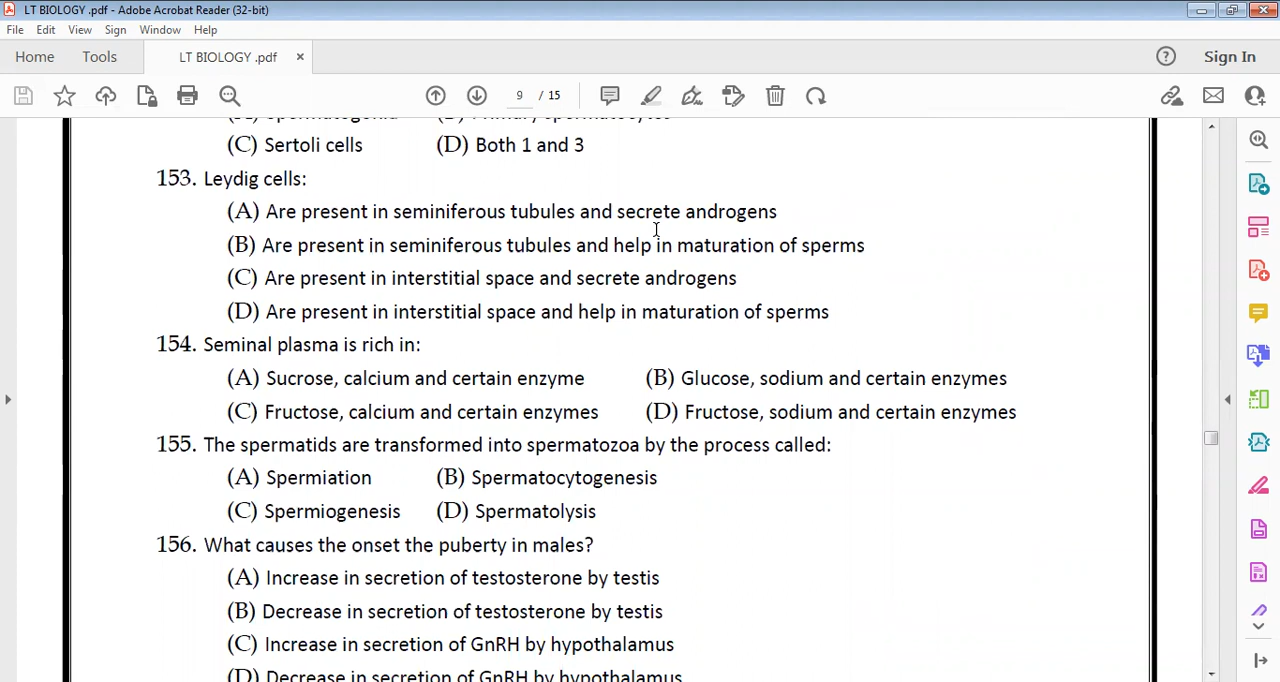 LT BIOLOGY .pdf - Adobe Acrobat Reader (32-bit)
File Edit View Sign Window Help
Home Tools LT BIOLOGY .pdf × Sign In
9 / 15
(C) Sertoli cells (D) Both 1 and 3
153. Leydig cells:
(A) Are present in seminiferous tubules and secrete androgens
(B) Are present in seminiferous tubules and help in maturation of sperms
(C) Are present in interstitial space and secrete androgens
(D) Are present in interstitial space and help in maturation of sperms
154. Seminal plasma is rich in:
(A) Sucrose, calcium and certain enzyme (B) Glucose, sodium and certain enzymes
(C) Fructose, calcium and certain enzymes (D) Fructose, sodium and certain enzymes
155. The spermatids are transformed into spermatozoa by the process called:
(A) Spermiation (B) Spermatocytogenesis
(C) Spermiogenesis (D) Spermatolysis
156. What causes the onset the puberty in males?
(A) Increase in secretion of testosterone by testis
(B) Decrease in secretion of testosterone by testis
(C) Increase in secretion of GnRH by hypothalamus
(D) Decrease in secretion of GnRH by hypothalamus